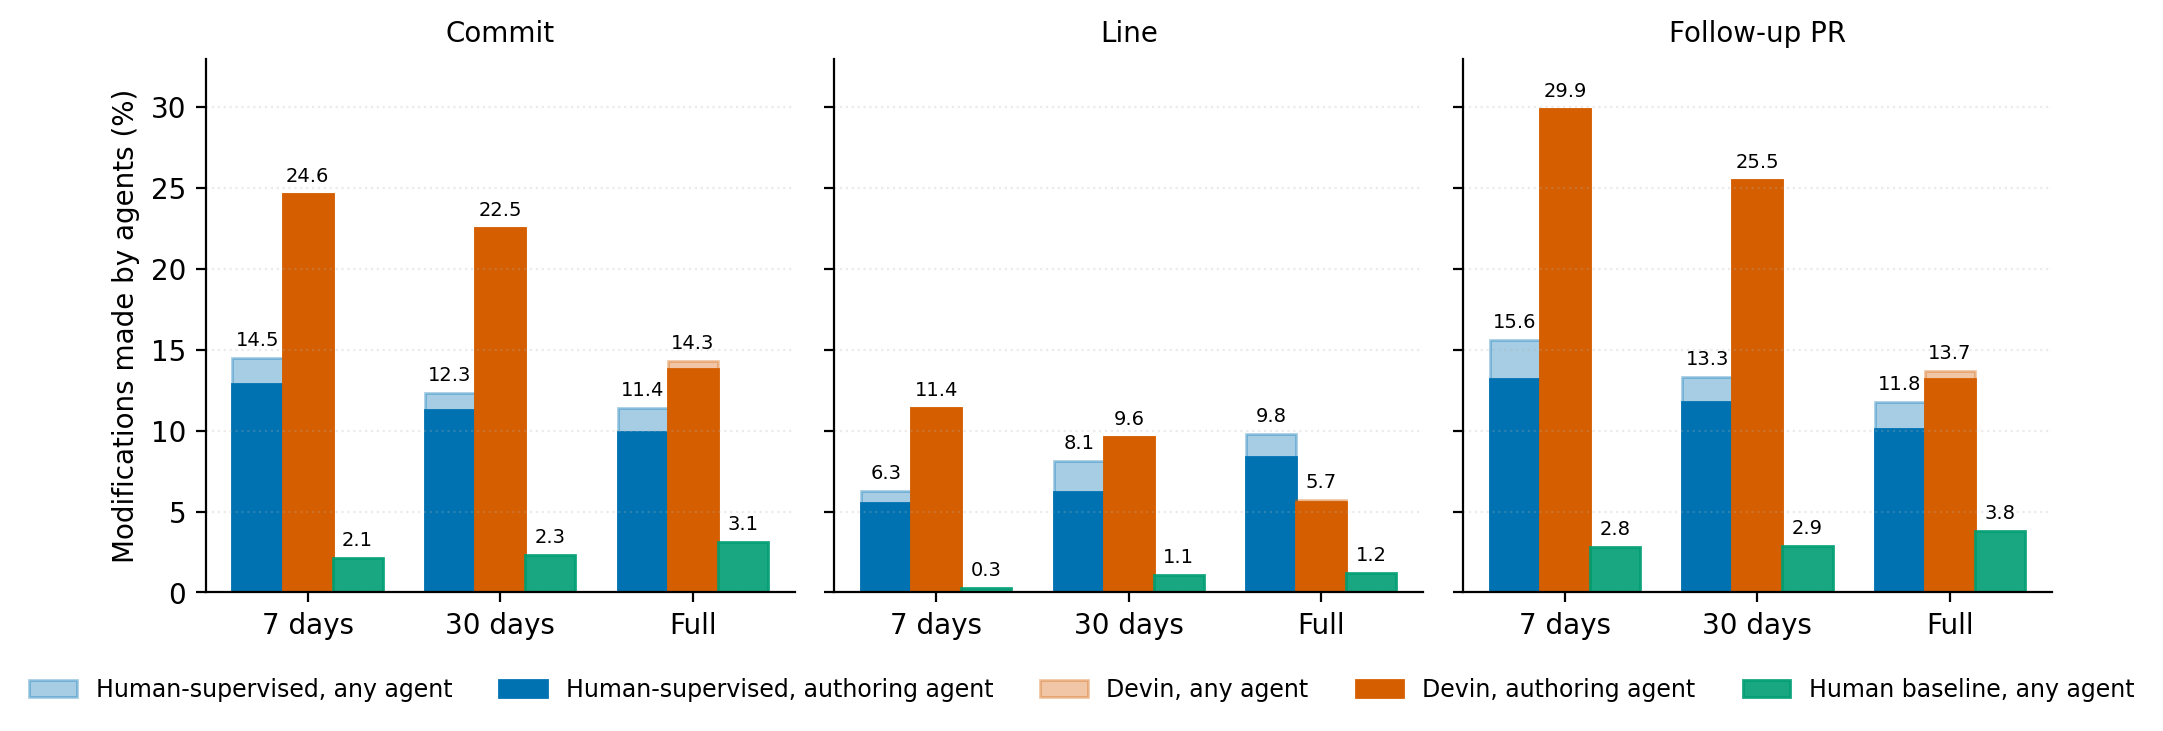 Commit
Line
Follow-up PR
Modifications made by agents (%)
30
25
20
15
10
5
0
14.5
24.6
2.1
12.3
22.5
2.3
11.4
14.3
3.1
7 days
30 days
Full
6.3
11.4
0.3
8.1
9.6
1.1
9.8
5.7
1.2
7 days
30 days
Full
15.6
29.9
2.8
13.3
25.5
2.9
11.8
13.7
3.8
7 days
30 days
Full
Human-supervised, any agent
Human-supervised, authoring agent
Devin, any agent
Devin, authoring agent
Human baseline, any agent